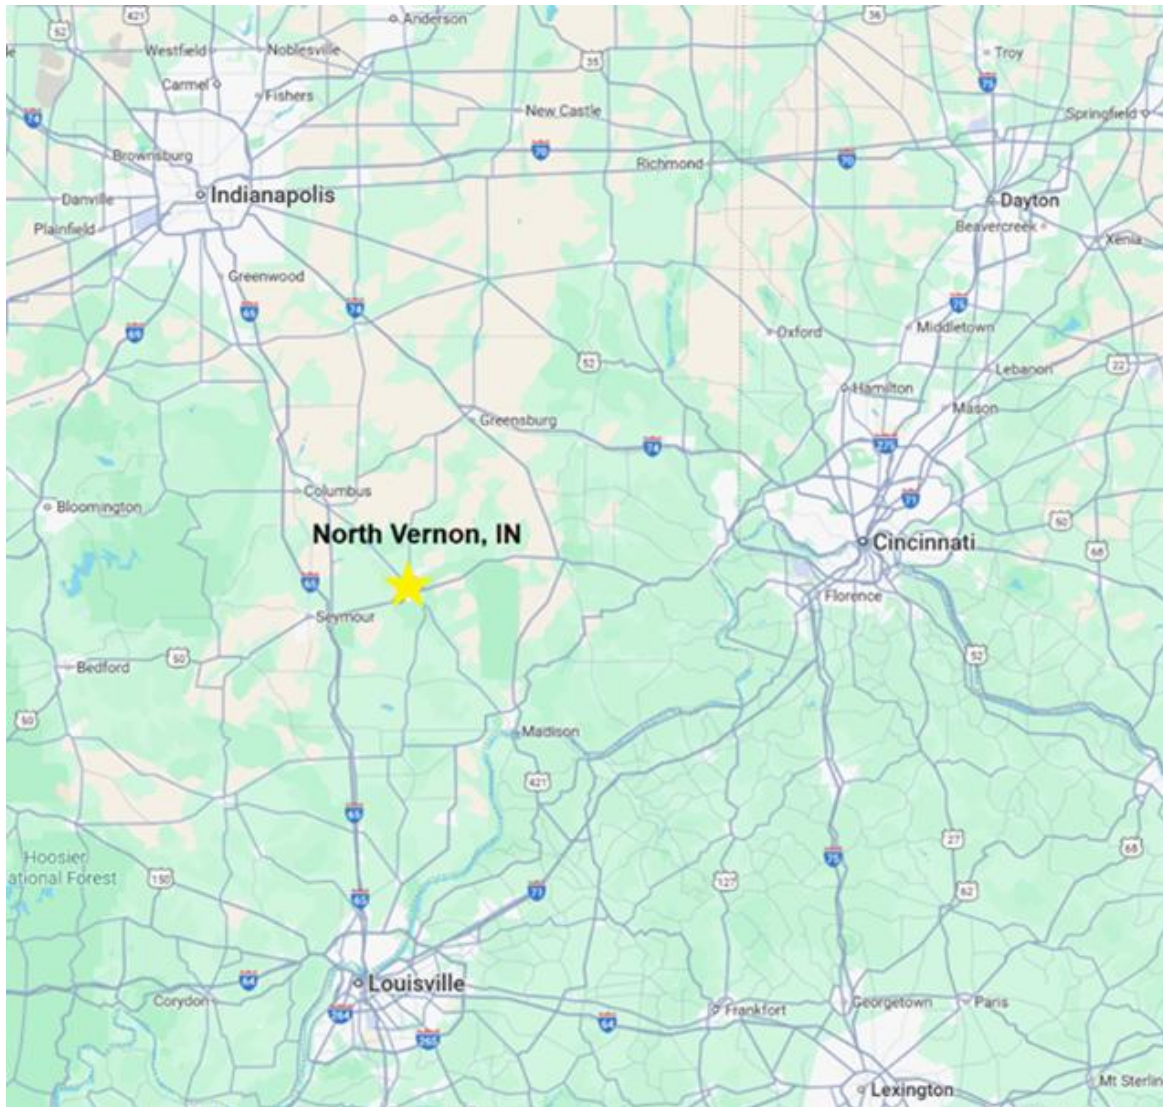 421
52
Anderson
36
Westfield
Noblesville
35
Troy
Carmel
Fishers
75
74
New Castle
Springfield
Brownsburg
70
Richmond
70
Indianapolis
Danville
Dayton
Plainfield
Beavercreek
Xenia
Greenwood
65
74
75
69
Oxford
Middletown
52
Lebanon
22
Hamilton
Mason
Greensburg
74
275
Columbus
71
Bloomington
50
North Vernon, IN
Cincinnati
68
65
Florence
Seymour
50
52
Bedford
50
Madison
421
65
27
68
Hoosier
ational Forest
75
150
127
62
65
71
Louisville
64
Corydon
Georgetown
Paris
Frankfort
264
64
265
Mt Sterlin
Lexington